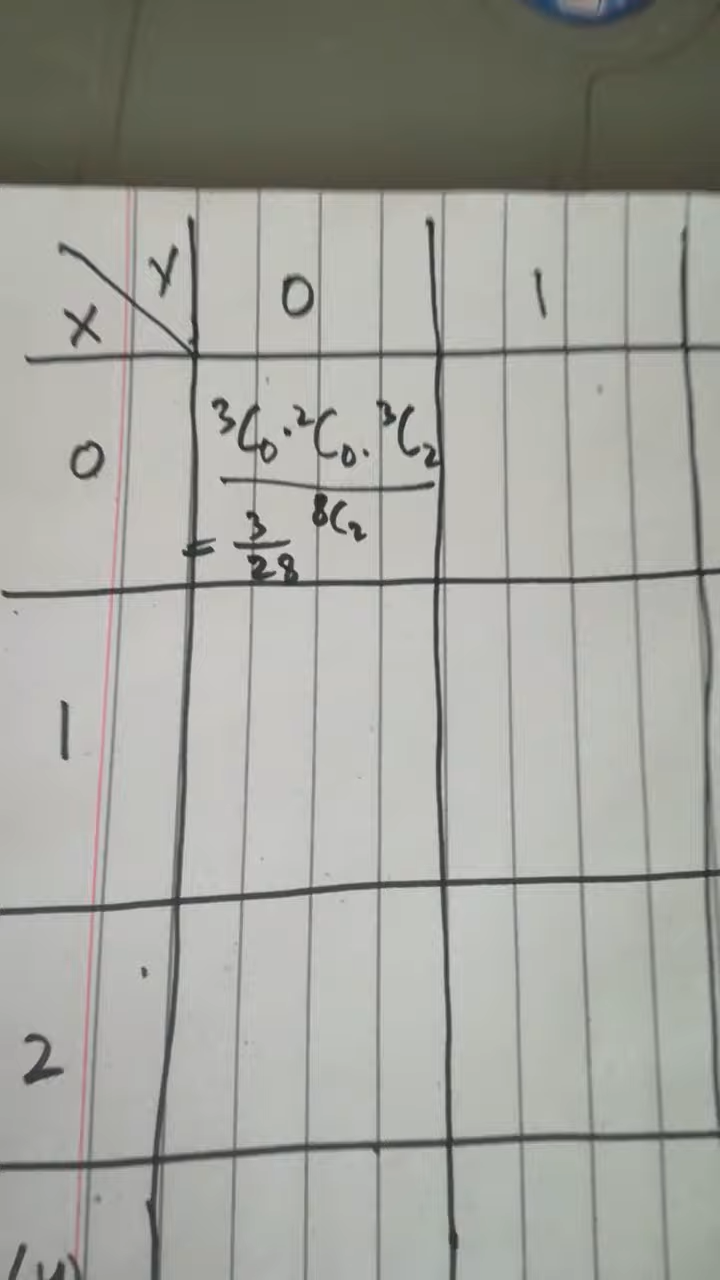 Y
X 0 1
0 ³C₀·²C₀.³C₂
⁸C₂
= 3/28
1
2